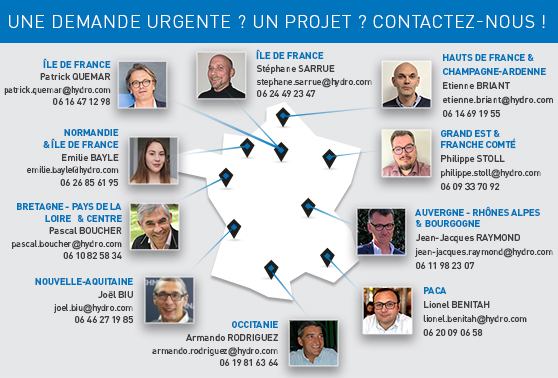 UNE DEMANDE URGENTE ? UN PROJET ? CONTACTEZ-NOUS !
ÎLE DE FRANCE
Patrick QUEMAR
patrick.quemar@hydro.com
06 16 47 12 98
ÎLE DE FRANCE
Stéphane SARRUE
stephane.sarrue@hydro.com
06 24 49 23 47
HAUTS DE FRANCE &
CHAMPAGNE-ARDENNE
Etienne BRIANT
etienne.briant@hydro.com
06 14 69 19 55
NORMANDIE
& ÎLE DE FRANCE
Emilie BAYLE
emilie.bayle@hydro.com
06 26 85 61 95
GRAND EST &
FRANCHE COMTÉ
Philippe STOLL
philippe.stoll@hydro.com
06 09 33 70 92
BRETAGNE - PAYS DE LA
LOIRE & CENTRE
Pascal BOUCHER
pascal.boucher@hydro.com
06 10 82 58 34
AUVERGNE - RHÔNES ALPES
& BOURGOGNE
Jean-Jacques RAYMOND
jean-jacques.raymond@hydro.com
06 11 98 23 07
NOUVELLE-AQUITAINE
Joël BIU
joel.biu@hydro.com
06 46 27 19 85
OCCITANIE
Armando RODRIGUEZ
armando.rodriguez@hydro.com
06 19 81 63 64
PACA
Lionel BENITAH
lionel.benitah@hydro.com
06 20 09 06 58